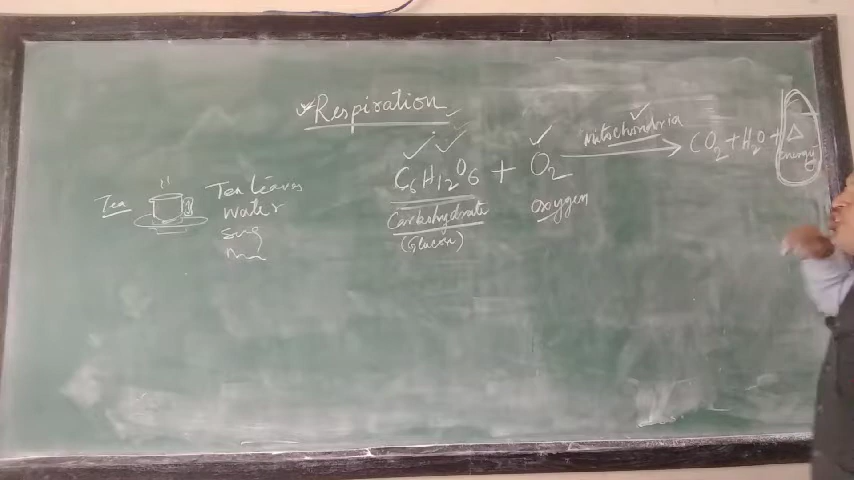 Respiration
Mitochondria
C6H12O6 + O2 → CO2 + H2O + Δ
energy
Carbohydrate
oxygen
(Glucose)
Tea
Tea Leaves
water